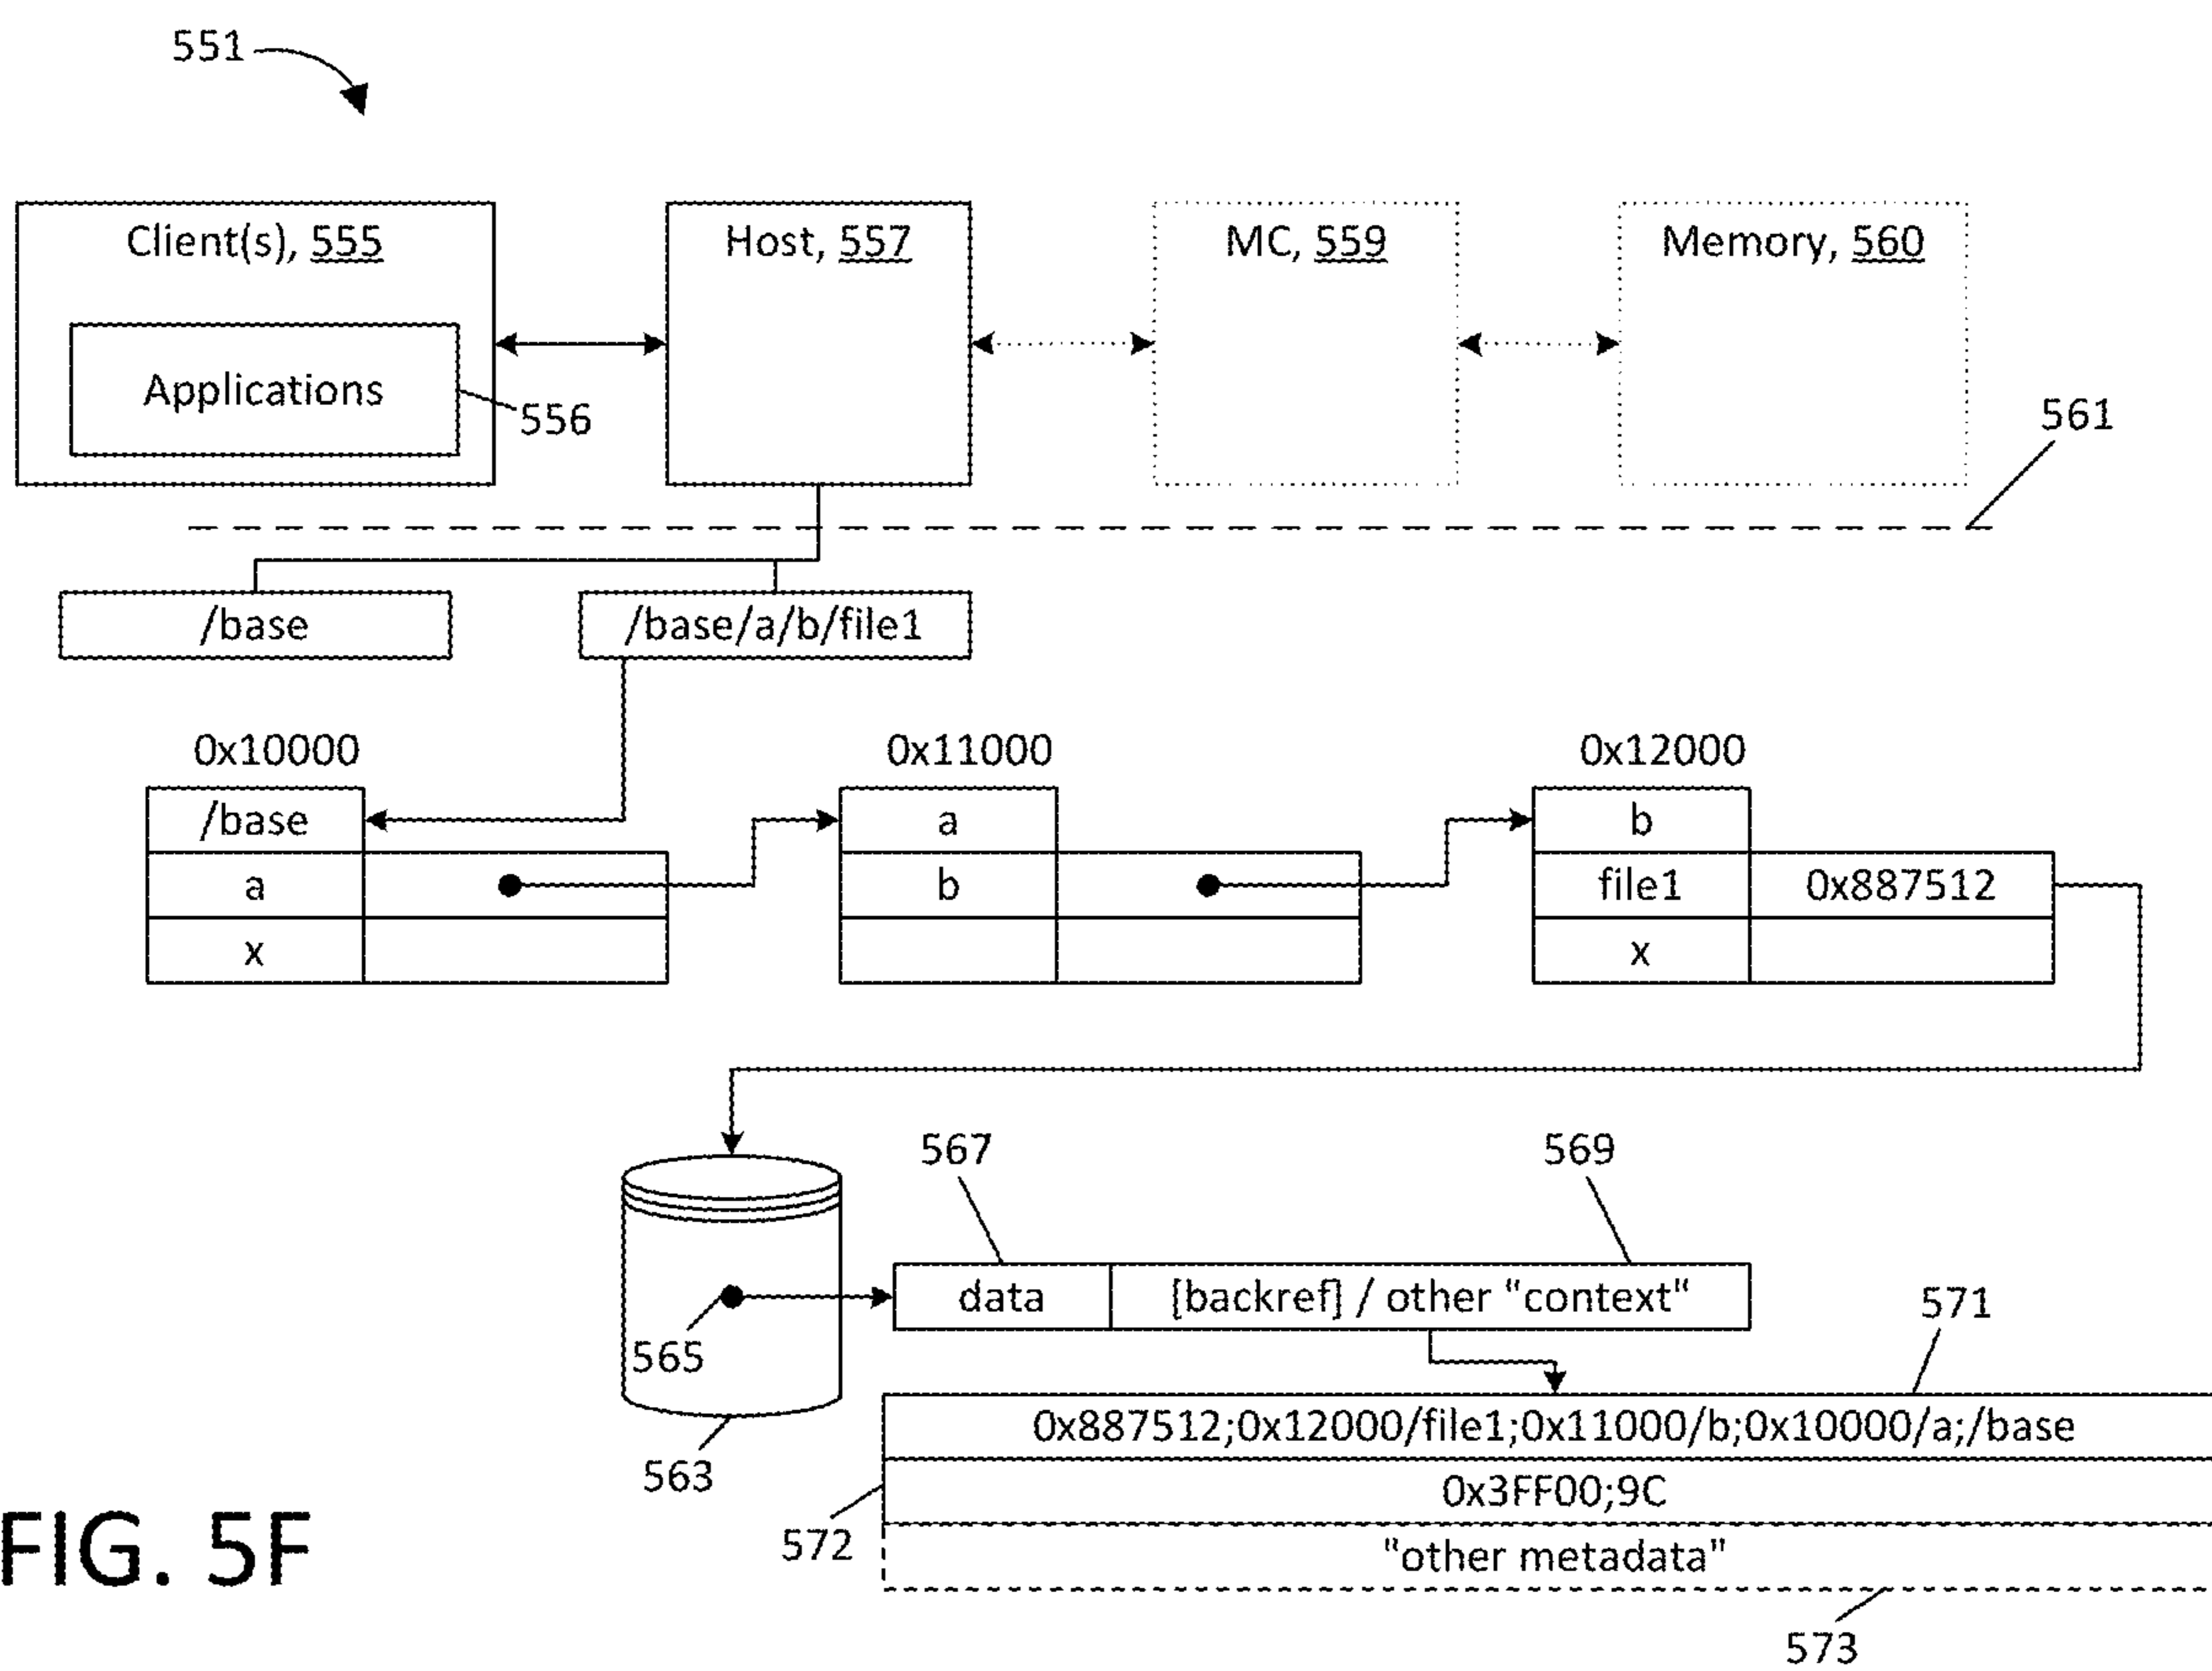 551
Client(s), 555
Host, 557
MC, 559
Memory, 560
Applications
556
561
/base
/base/a/b/file1
0x10000
0x11000
0x12000
/base
a
x
a
b
b
file1
0x887512
x
567
569
data
[backref] / other "context"
565
563
571
0x887512;0x12000/file1;0x11000/b;0x10000/a;/base
0x3FF00;9C
572
"other metadata"
573
FIG. 5F